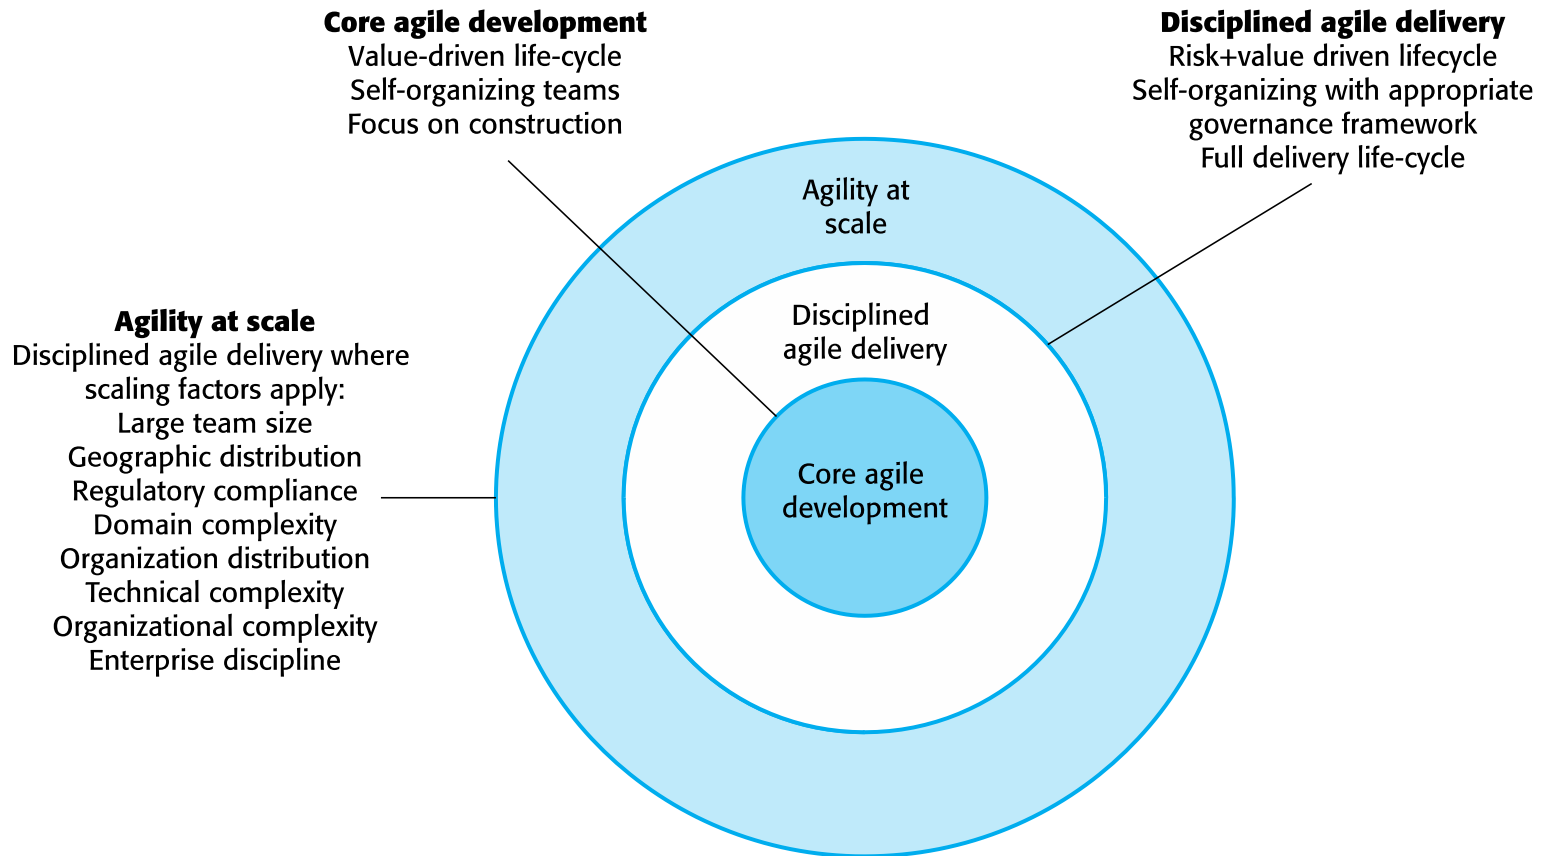 Core agile development
Value-driven life-cycle
Self-organizing teams
Focus on construction
Disciplined agile delivery
Risk+value driven lifecycle
Self-organizing with appropriate
governance framework
Full delivery life-cycle
Agility at
scale
Disciplined
agile delivery
Core agile
development
Agility at scale
Disciplined agile delivery where
scaling factors apply:
Large team size
Geographic distribution
Regulatory compliance
Domain complexity
Organization distribution
Technical complexity
Organizational complexity
Enterprise discipline